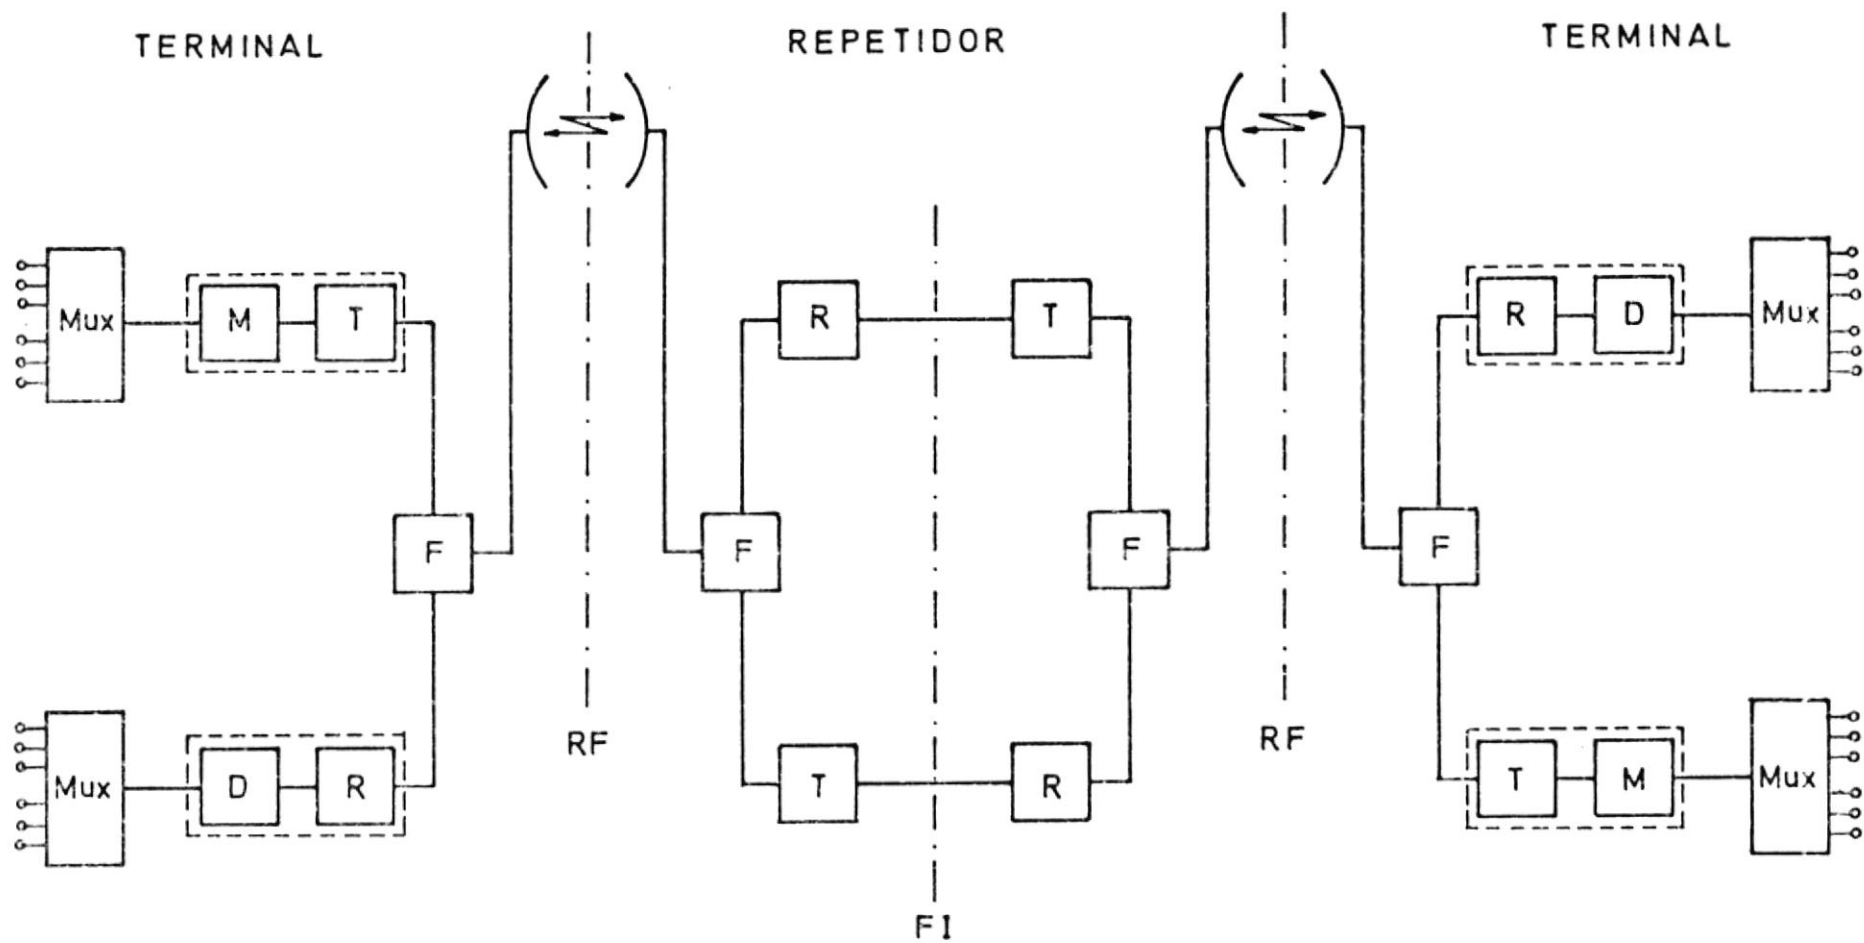 TERMINAL
REPETIDOR
TERMINAL
Mux
M
T
R
T
R
D
Mux
F
F
F
F
RF
RF
Mux
D
R
T
R
T
M
Mux
FI